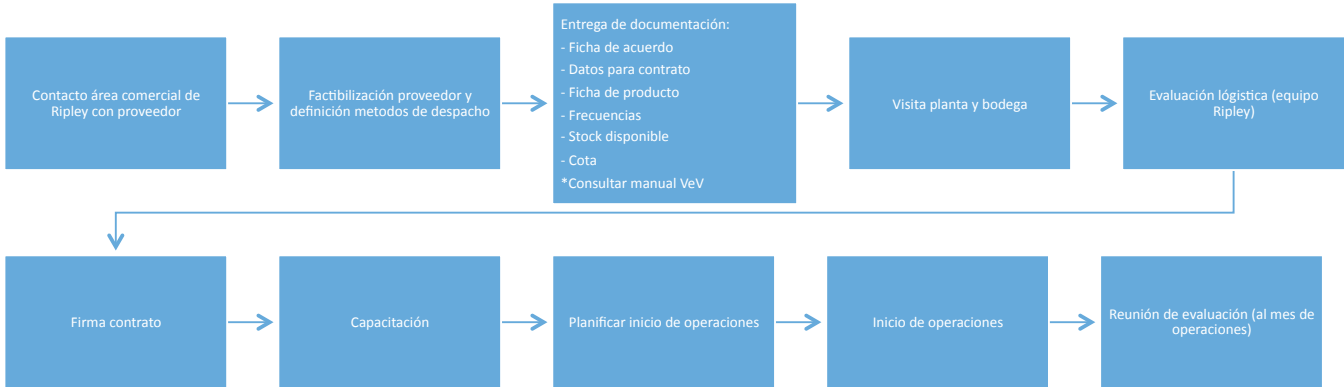 Contacto área comercial de
Ripley con proveedor
Factibilización proveedor y
definición metodos de despacho
Entrega de documentación:
- Ficha de acuerdo
- Datos para contrato
- Ficha de producto
- Frecuencias
- Stock disponible
- Cota
*Consultar manual VeV
Visita planta y bodega
Evaluación lógistica (equipo
Ripley)
Firma contrato
Capacitación
Planificar inicio de operaciones
Inicio de operaciones
Reunión de evaluación (al mes de
operaciones)